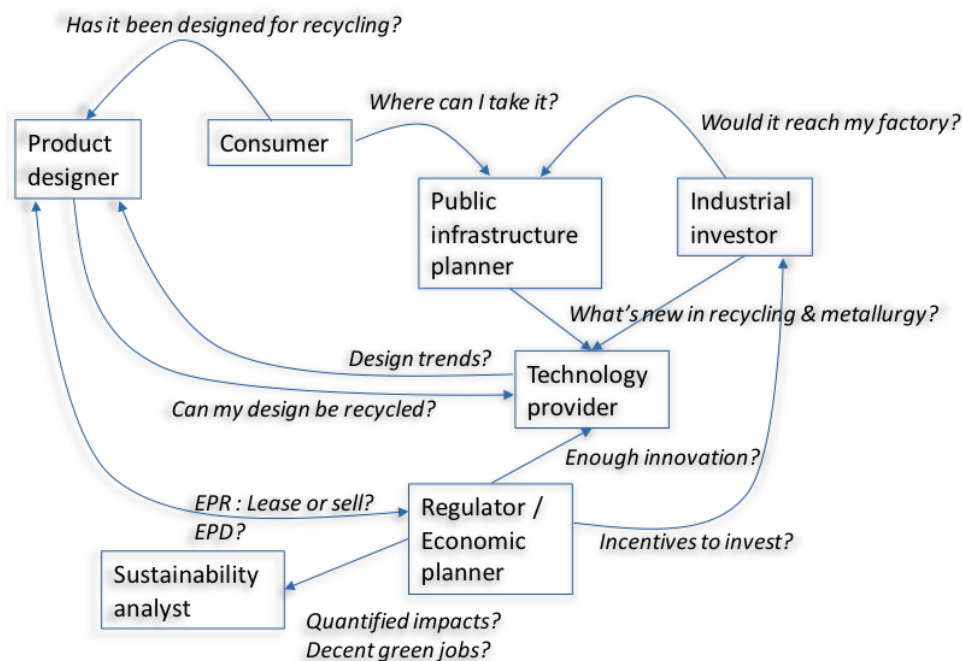 Has it been designed for recycling?
Where can I take it?
Would it reach my factory?
Product
designer
Consumer
Public
infrastructure
planner
Industrial
investor
What's new in recycling & metallurgy?
Design trends?
Technology
provider
Can my design be recycled?
Enough innovation?
EPR : Lease or sell?
EPD?
Regulator /
Economic
planner
Incentives to invest?
Sustainability
analyst
Quantified impacts?
Decent green jobs?